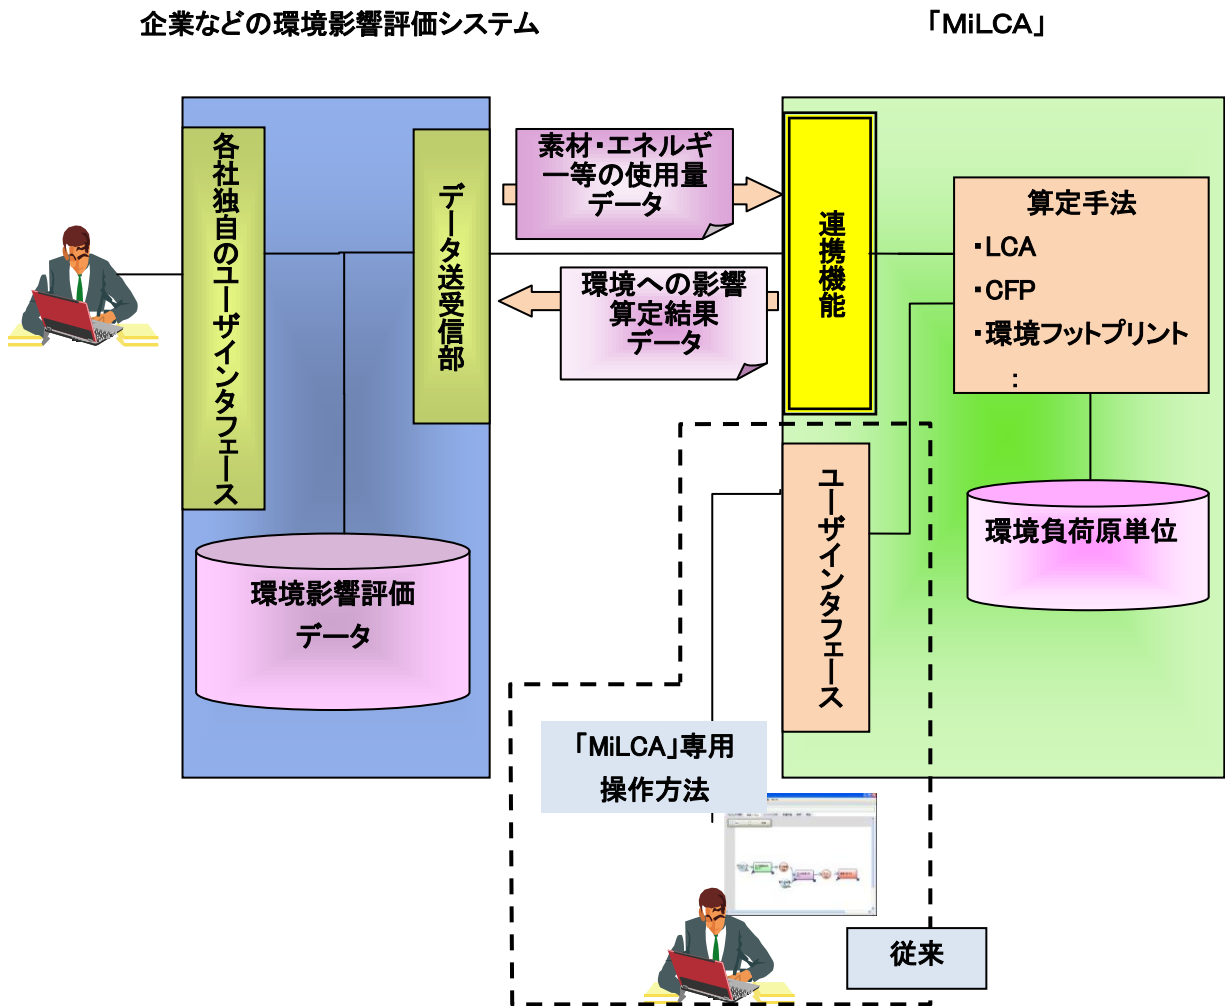 企業などの環境影響評価システム
「MiLCA」
各社独自のユーザインタフェース
データ送受信部
素材・エネルギ
ー等の使用量
データ
環境への影響
算定結果
データ
連携機能
算定手法
・LCA
・CFP
・環境フットプリント
：
環境影響評価
データ
ユーザインタフェース
環境負荷原単位
「MiLCA」専用
操作方法
従来